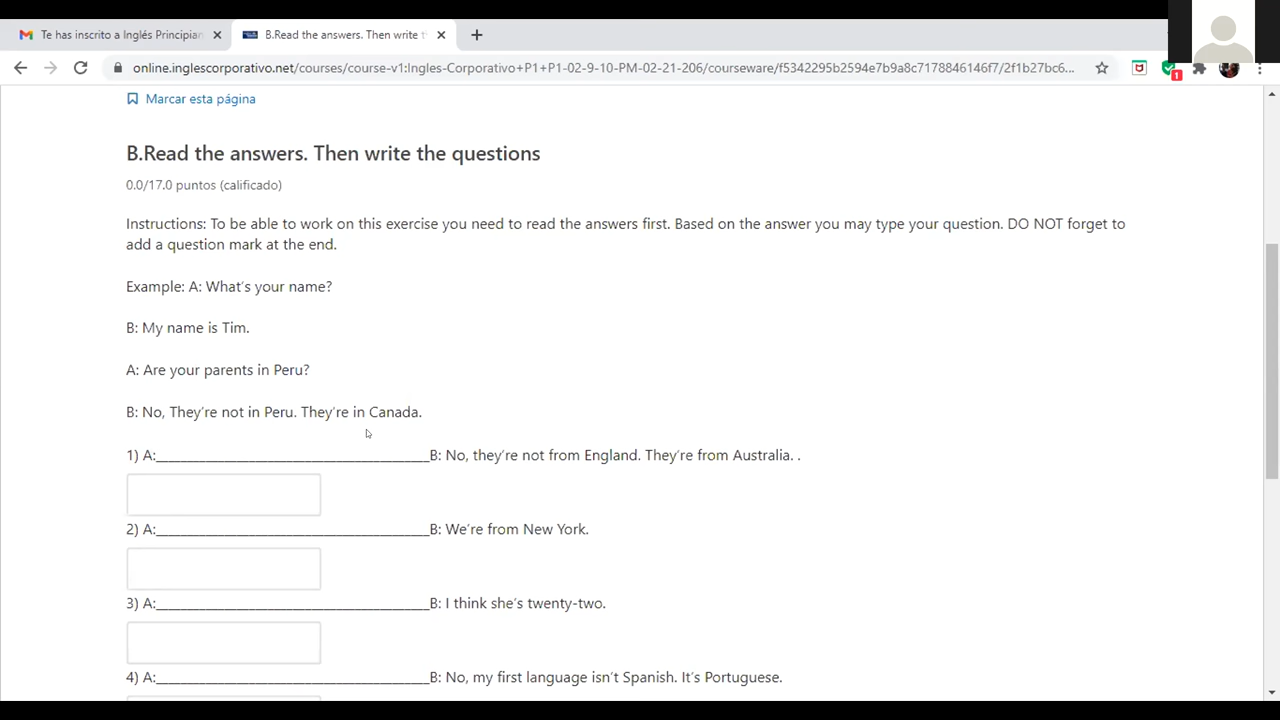 Te has inscrito a Inglés Principian
B.Read the answers. Then write t
online.inglescorporativo.net/courses/course-v1:Ingles-Corporativo+P1+P1-02-9-10-PM-02-21-206/courseware/f5342295b2594e7b9a8c7178846146f7/2f1b27bc6...
1
Marcar esta página
B.Read the answers. Then write the questions
0.0/17.0 puntos (calificado)
Instructions: To be able to work on this exercise you need to read the answers first. Based on the answer you may type your question. DO NOT forget to
add a question mark at the end.
Example: A: What's your name?
B: My name is Tim.
A: Are your parents in Peru?
B: No, They're not in Peru. They're in Canada.
1) A:_________________________________B: No, they're not from England. They're from Australia. .
2) A:_________________________________B: We're from New York.
3) A:_________________________________B: I think she's twenty-two.
4) A:_________________________________B: No, my first language isn't Spanish. It's Portuguese.